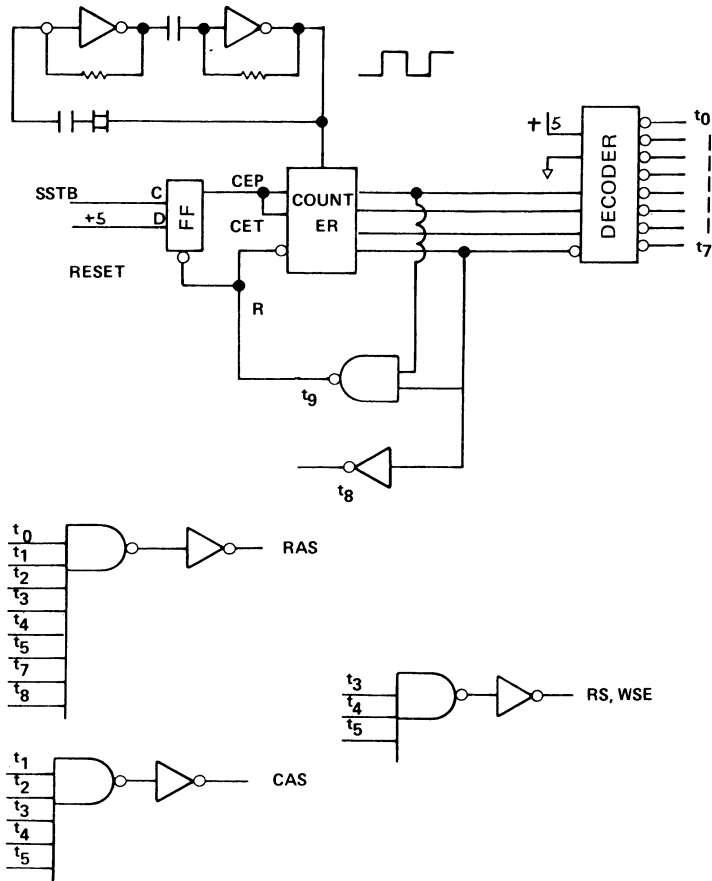 t0
+5
DECODER
CEP
COUNT
ER
SSTB
C
FF
+5
D
CET
t7
RESET
R
t9
t8
t0
t1
t2
t3
t4
t5
t7
t8
RAS
t3
t4
t5
RS, WSE
t1
t2
t3
t4
t5
CAS